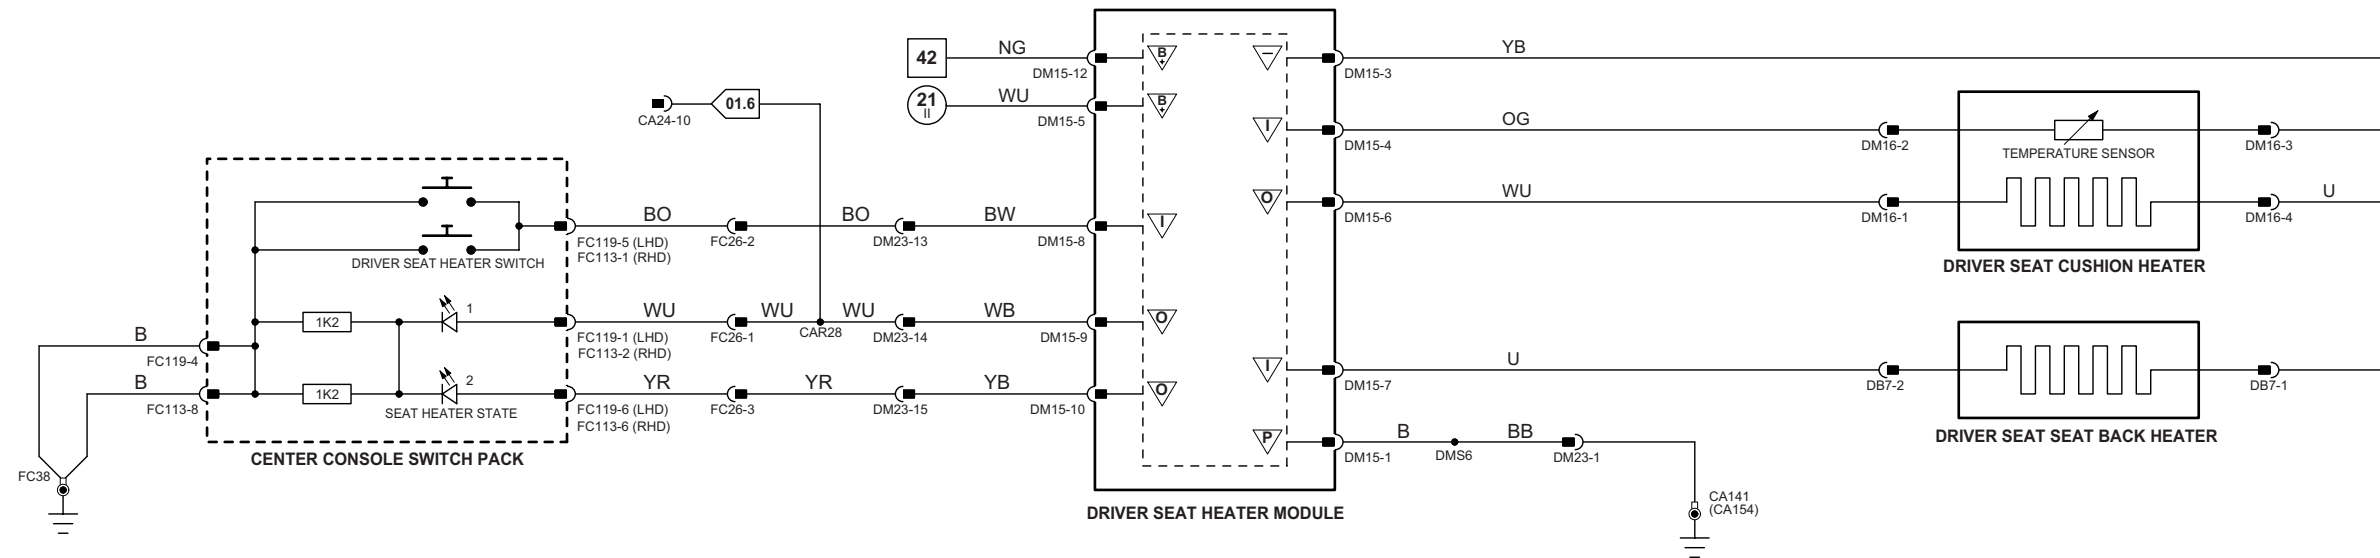 42
NG
DM15-12
B
+
21
II
WU
DM15-5
B
+
CA24-10
01.6
DRIVER SEAT HEATER SWITCH
BO
FC119-5 (LHD)
FC113-1 (RHD)
FC26-2
BO
DM23-13
BW
DM15-8
I
1K2
1
WU
FC119-1 (LHD)
FC113-2 (RHD)
FC26-1
WU
CAR28
WU
DM23-14
WB
DM15-9
O
B
FC119-4
B
FC113-8
1K2
2
SEAT HEATER STATE
YR
FC119-6 (LHD)
FC113-6 (RHD)
FC26-3
YR
DM23-15
YB
DM15-10
O
CENTER CONSOLE SWITCH PACK
FC38
–
DM15-3
YB
I
DM15-4
OG
DM16-2
TEMPERATURE SENSOR
DM16-3
O
DM15-6
WU
DM16-1
DM16-4
U
DRIVER SEAT CUSHION HEATER
I
DM15-7
U
DB7-2
DB7-1
DRIVER SEAT SEAT BACK HEATER
P
DM15-1
B
DMS6
BB
DM23-1
CA141
(CA154)
DRIVER SEAT HEATER MODULE